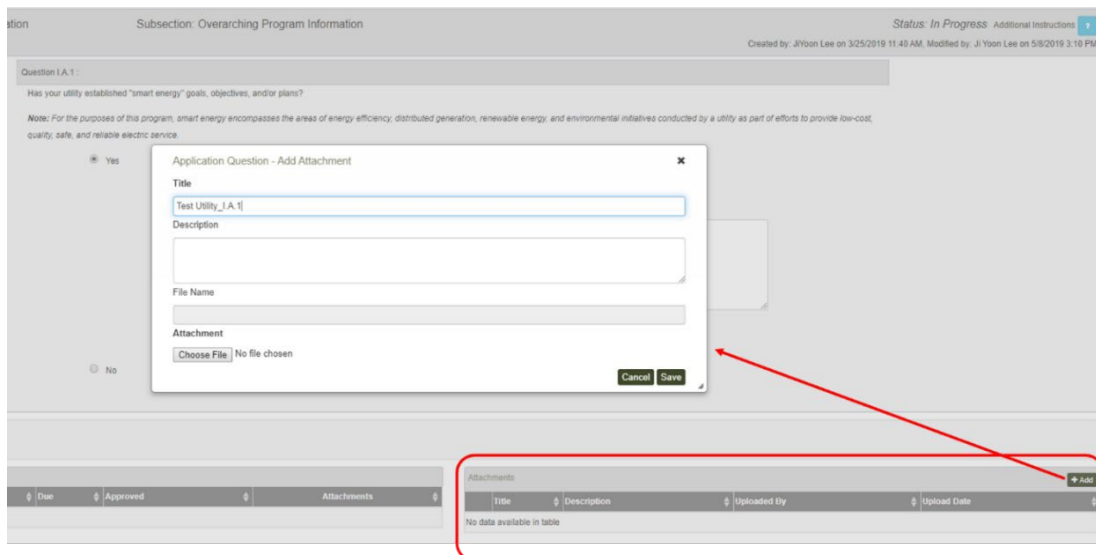 ation
Subsection: Overarching Program Information
Status: In Progress Additional Instructions ?
Created by: JiYoon Lee on 3/25/2019 11:40 AM, Modified by: Ji Yoon Lee on 5/8/2019 3:10 PM
Question I.A.1 :
Has your utility established "smart energy" goals, objectives, and/or plans?
Note: For the purposes of this program, smart energy encompasses the areas of energy efficiency, distributed generation, renewable energy, and environmental initiatives conducted by a utility as part of efforts to provide low-cost,
quality, safe, and reliable electric service.
Yes
Application Question - Add Attachment
Title
Test Utility_I.A.1
Description
File Name
Attachment
Choose File No file chosen
No
Cancel Save
Attachments
+ Add
Due Approved Attachments
Title Description Uploaded By Upload Date
No data available in table